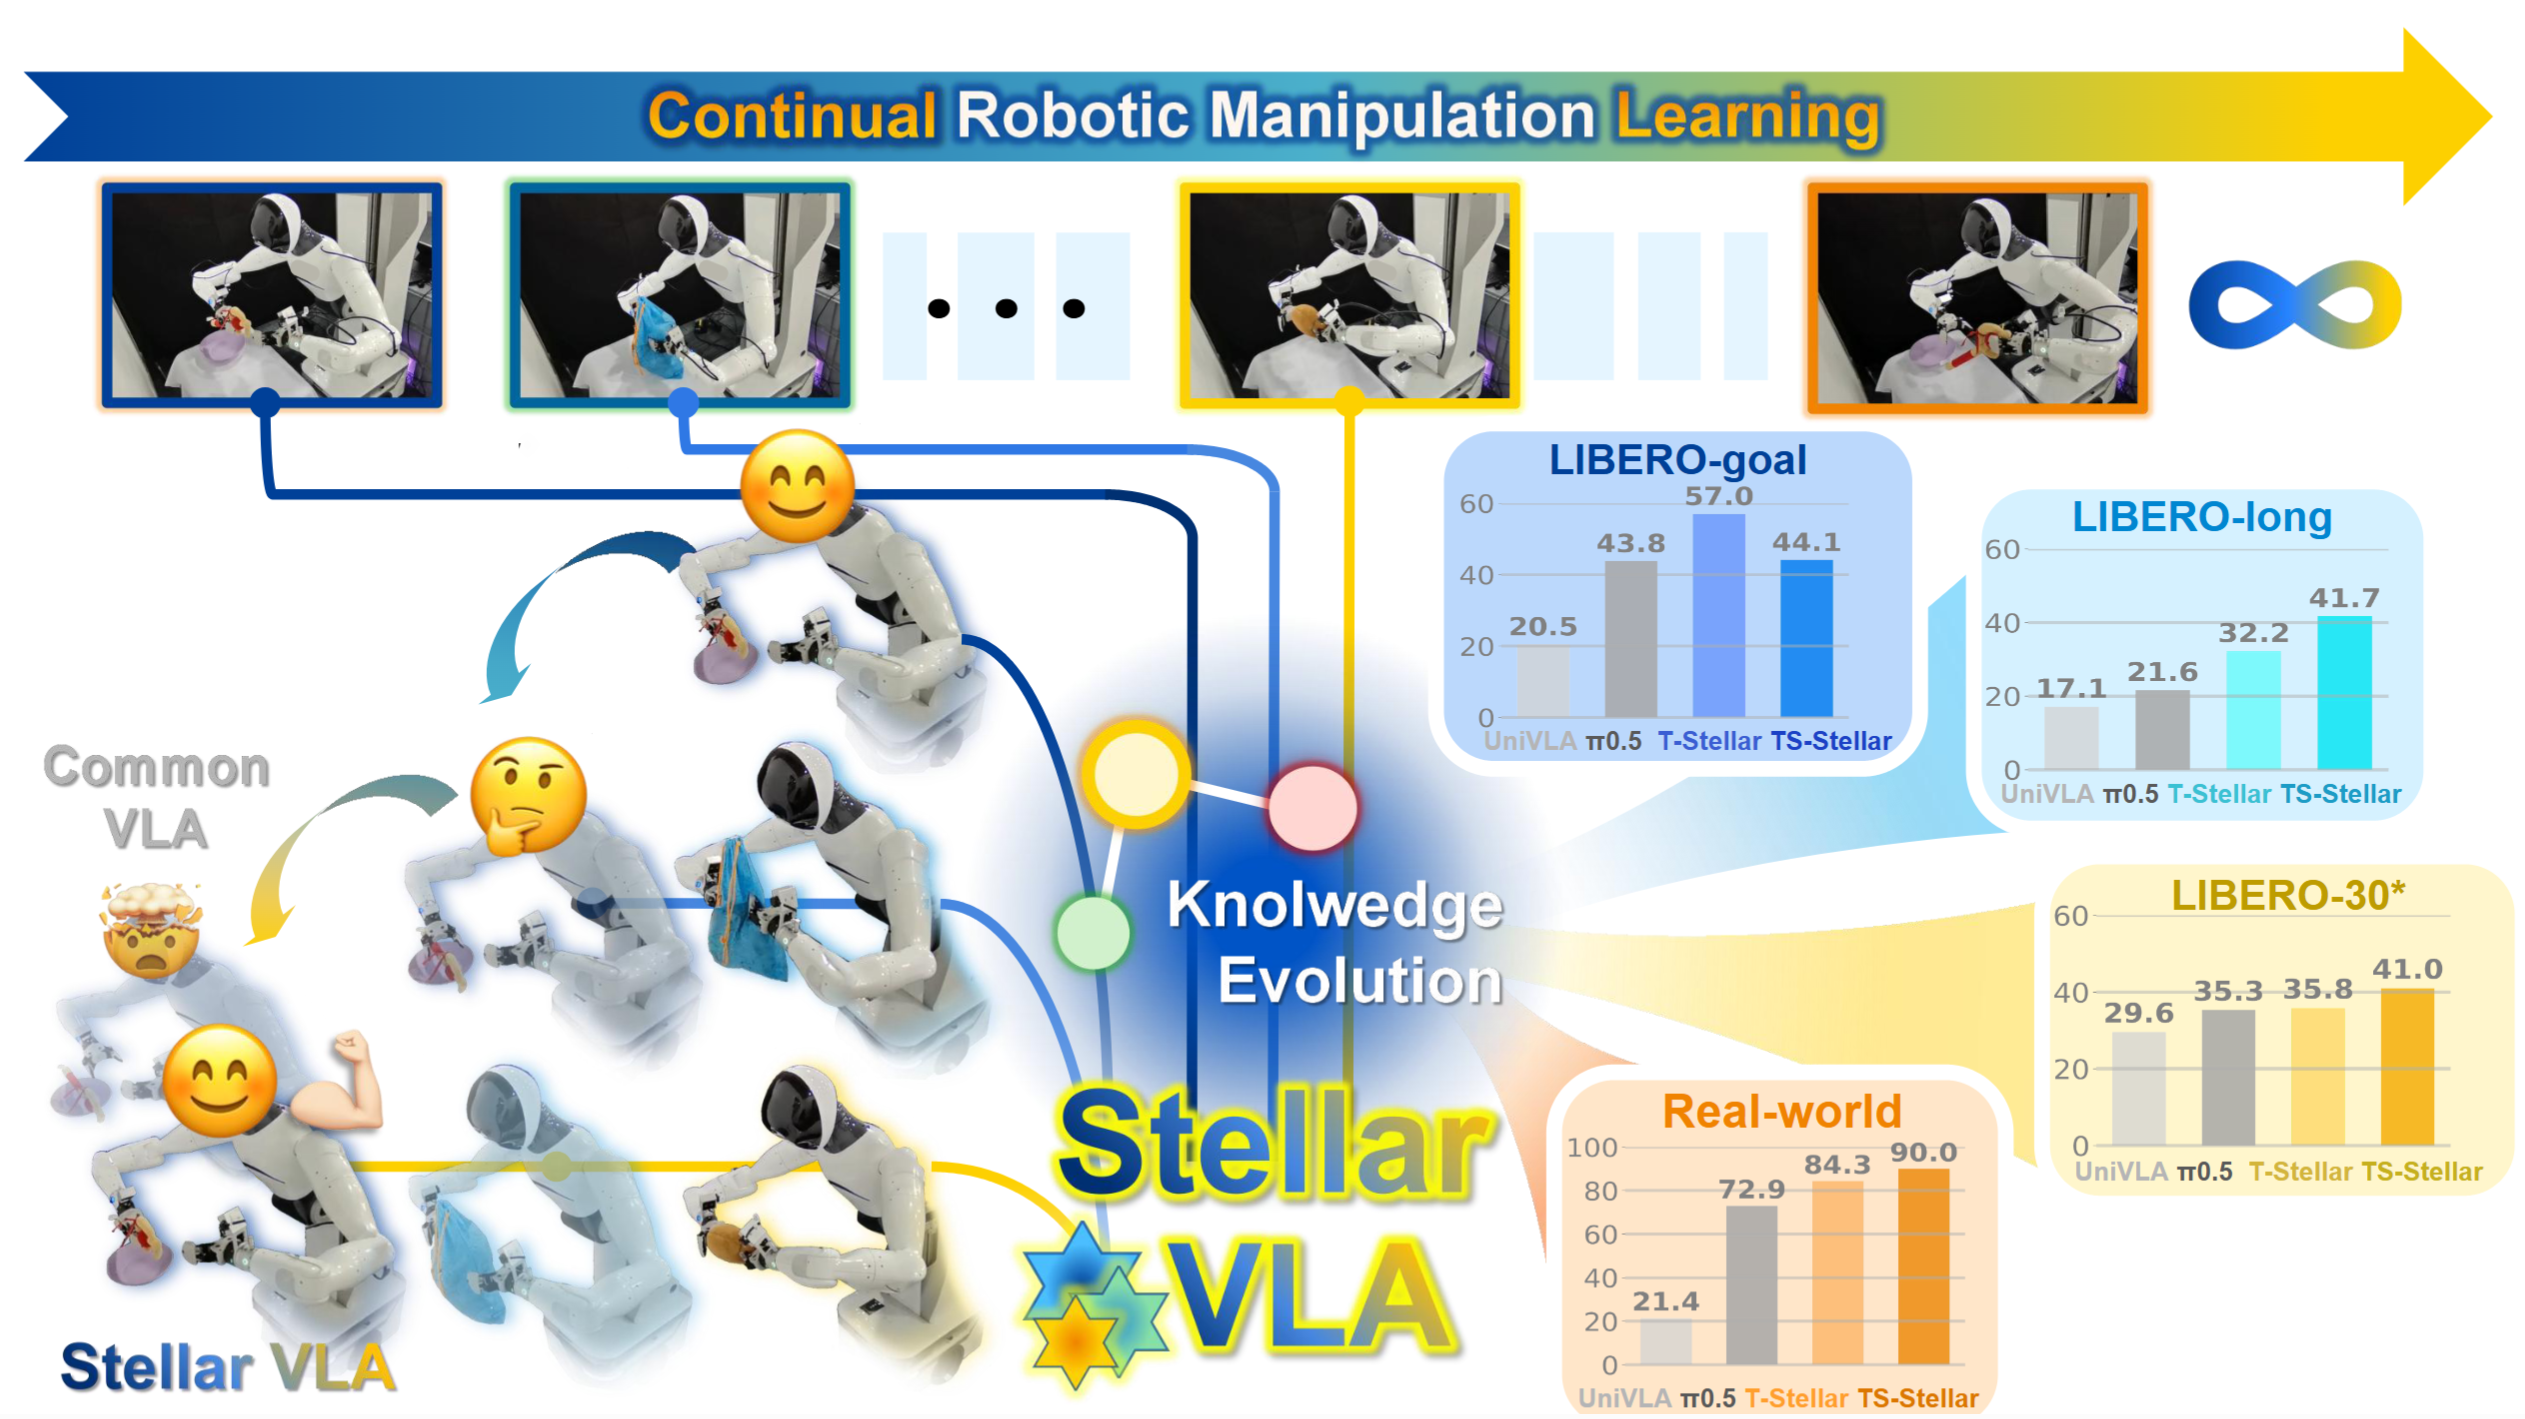 Continual Robotic Manipulation Learning
LIBERO-goal
60
40
20
0
20.5
43.8
57.0
44.1
UniVLA π0.5 T-Stellar TS-Stellar
LIBERO-long
60
40
20
0
17.1
21.6
32.2
41.7
UniVLA π0.5 T-Stellar TS-Stellar
Common
VLA
Knolwedge
Evolution
LIBERO-30*
60
40
20
0
29.6
35.3
35.8
41.0
UniVLA π0.5 T-Stellar TS-Stellar
Stellar
VLA
Real-world
100
80
60
40
20
0
21.4
72.9
84.3
90.0
UniVLA π0.5 T-Stellar TS-Stellar
Stellar VLA